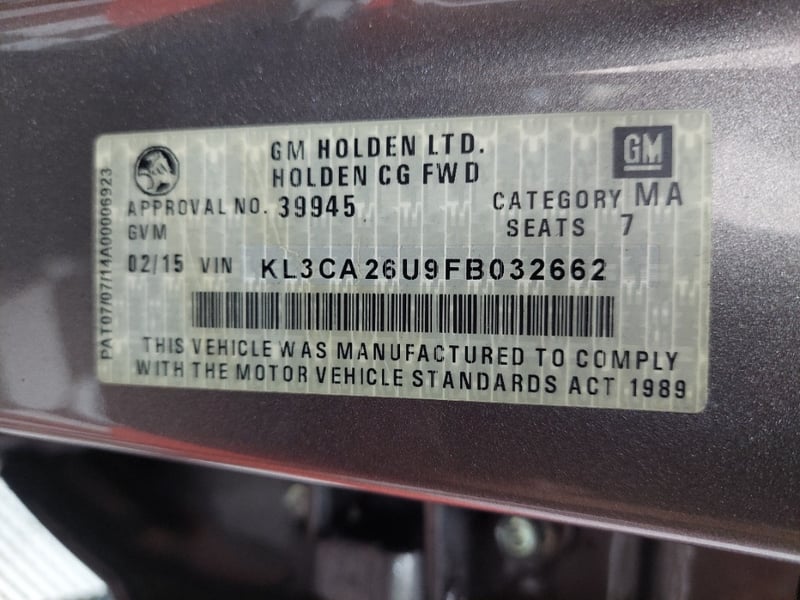 GM HOLDEN LTD.
GM
HOLDEN CG FWD
APPROVAL NO. 39945
CATEGORY MA
GVM
SEATS 7
02/15 VIN KL3CA26U9FB032662
THIS VEHICLE WAS MANUFACTURED TO COMPLY
WITH THE MOTOR VEHICLE STANDARDS ACT 1989
PAT07/07/14A00006923